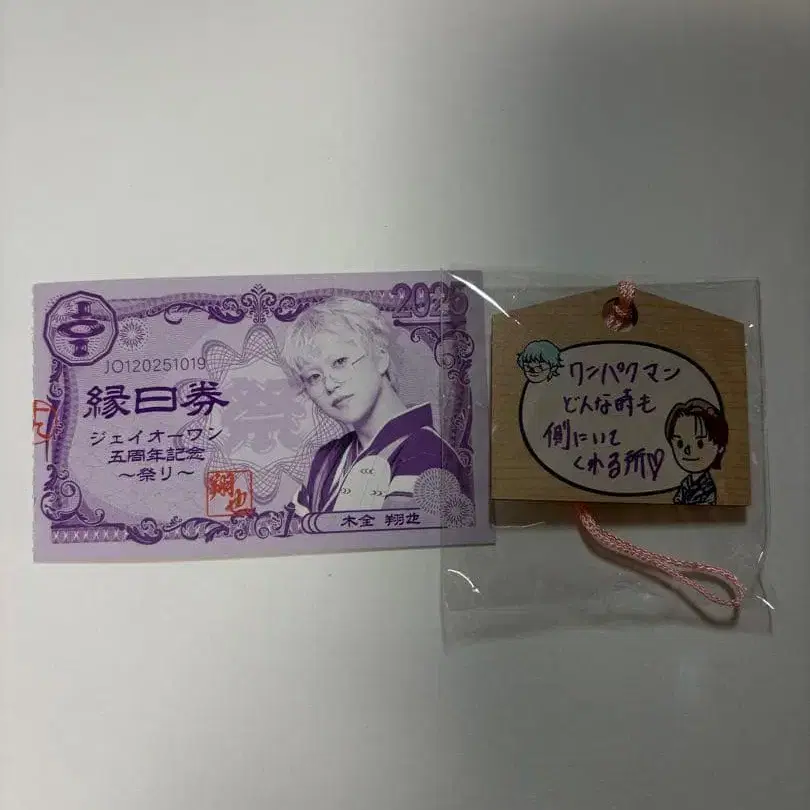 2025
JO120251019
縁日券
祭
ジェイオーワン
五周年記念
～祭り～
翔也
木全 翔也
ワンパクマン
どんな時も
側にいて
くれる所♡